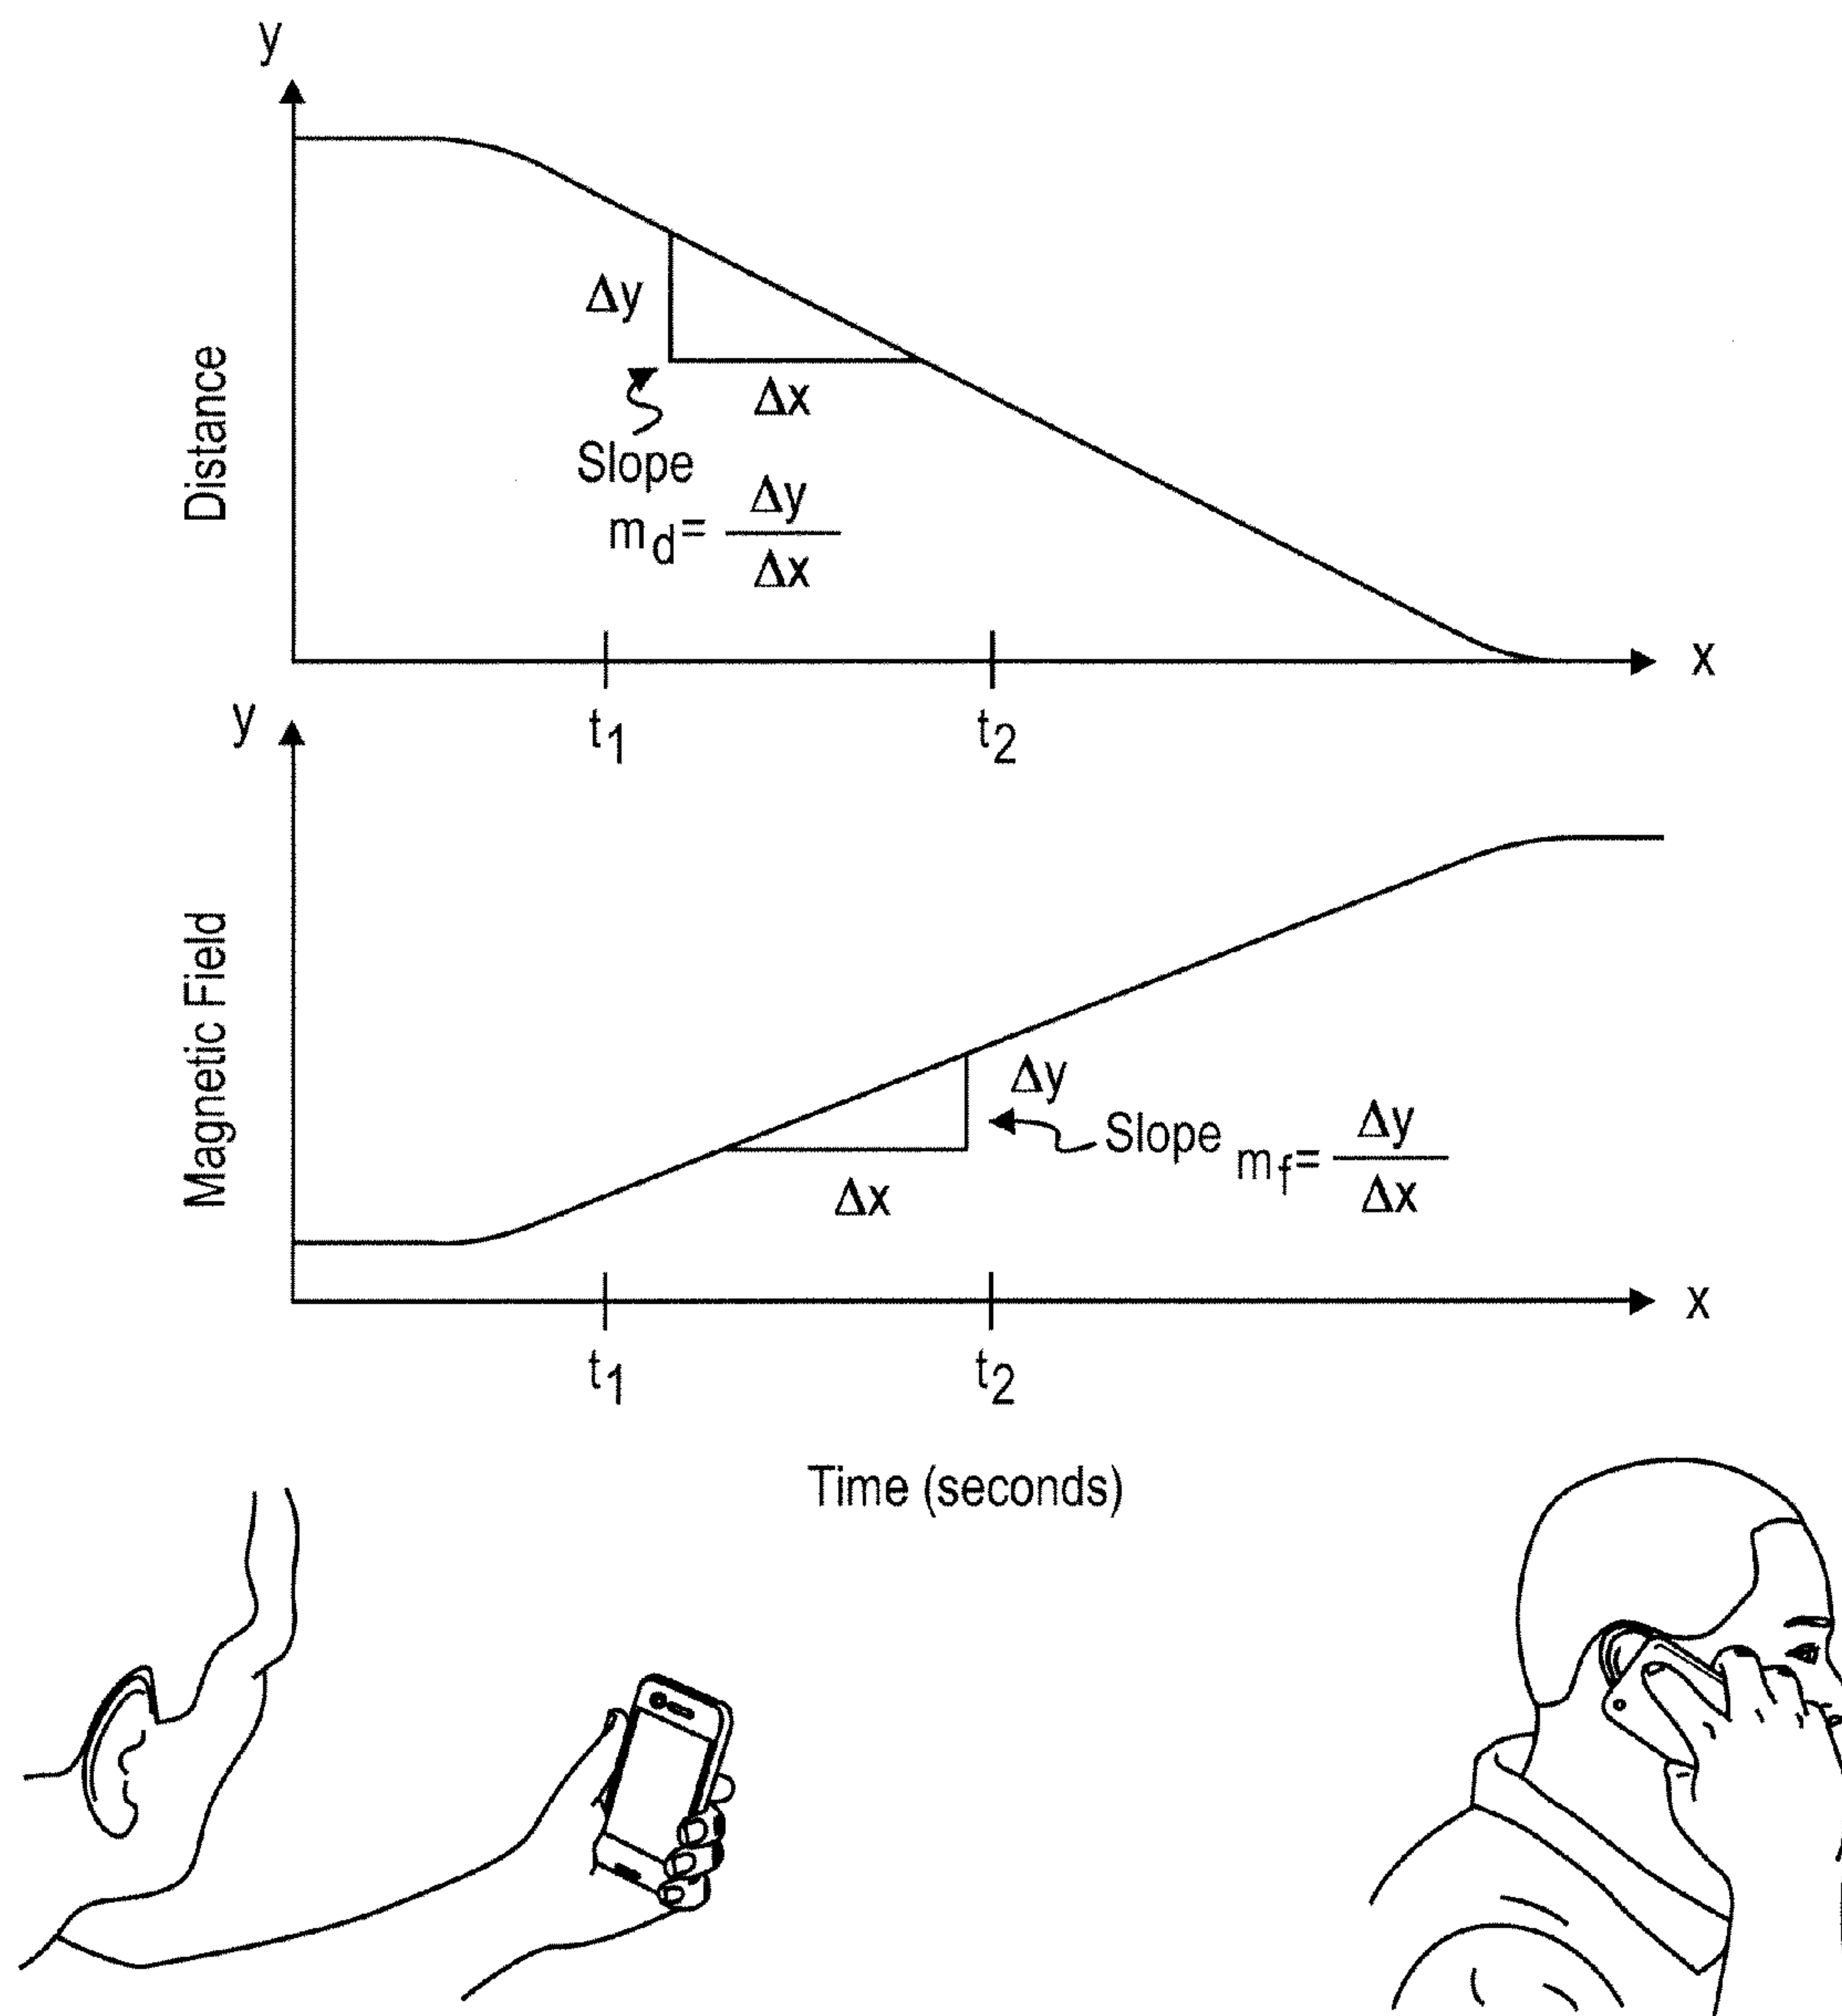 y
Distance
Δy
Δx
Slope
m_d = Δy/Δx
x
t₁ t₂
y
Magnetic Field
Δy
Slope m_f = Δy/Δx
Δx
x
t₁ t₂
Time (seconds)